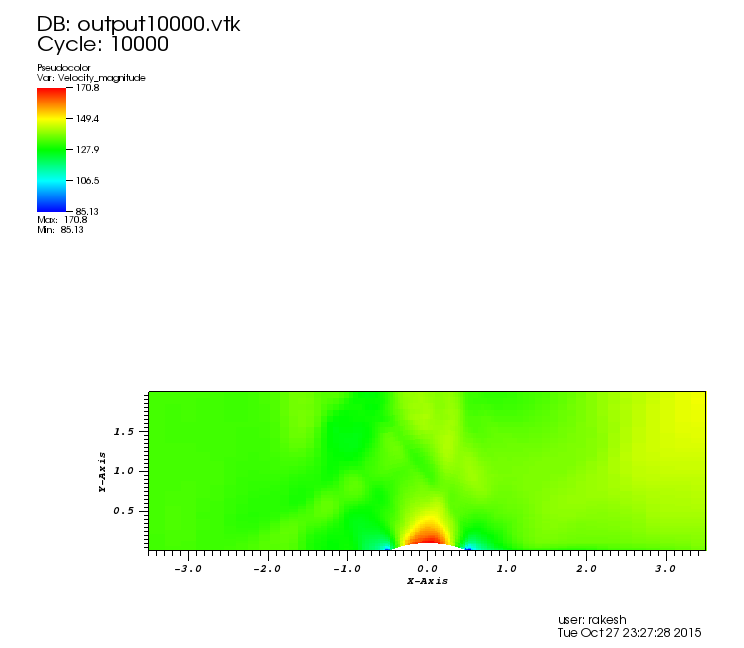 DB: output10000.vtk
Cycle: 10000
Pseudocolor
Var: Velocity_magnitude
170.8
149.4
127.9
106.5
85.13
Max: 170.8
Min: 85.13
1.5
1.0
0.5
Y-Axis
-3.0 -2.0 -1.0 0.0 1.0 2.0 3.0
X-Axis
user: rakesh
Tue Oct 27 23:27:28 2015